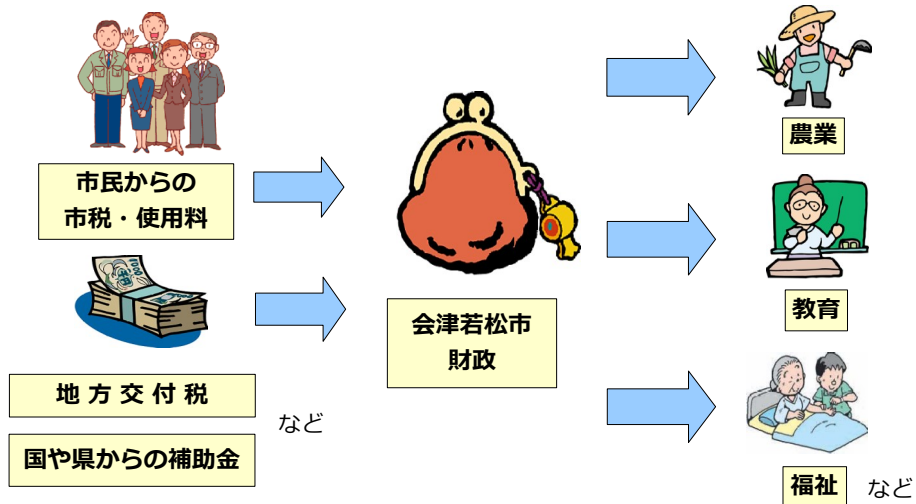 市民からの
市税・使用料
地方交付税
国や県からの補助金
など
会津若松市
財政
農業
教育
福祉
など